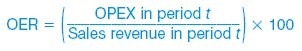 OER = (OPEX in period t / Sales revenue in period t) × 100